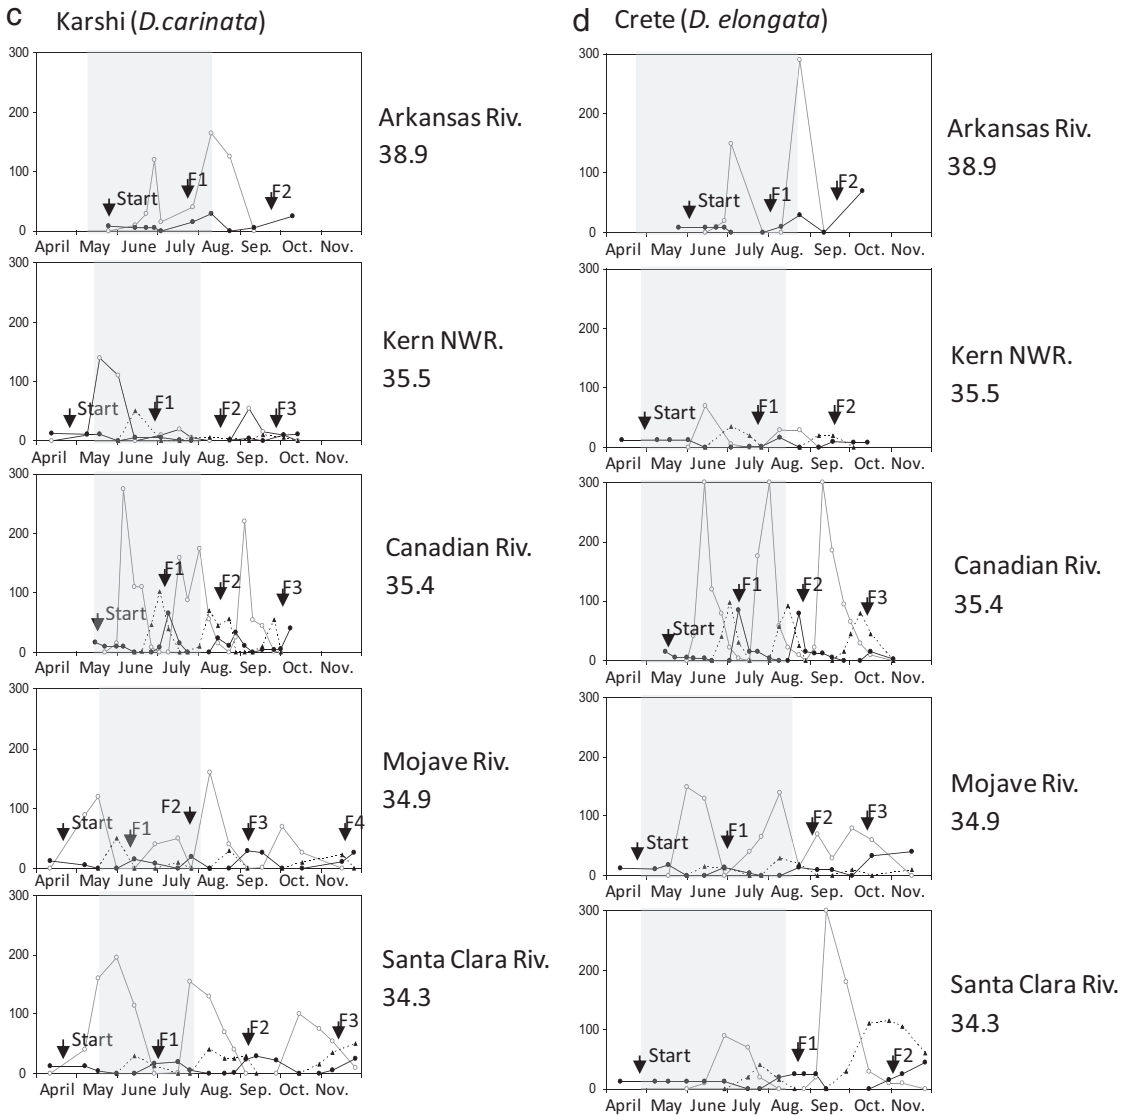 c Karshi (D.carinata)
300
200
100
0
Start
F1
F2
April May June July Aug. Sep. Oct. Nov.
Arkansas Riv.
38.9
300
200
100
0
Start
F1
F2
F3
April May June July Aug. Sep. Oct. Nov.
Kern NWR.
35.5
300
200
100
0
Start
F1
F2
F3
April May June July Aug. Sep. Oct. Nov.
Canadian Riv.
35.4
300
200
100
0
Start
F1
F2
F3
F4
April May June July Aug. Sep. Oct. Nov.
Mojave Riv.
34.9
300
200
100
0
Start
F1
F2
F3
April May June July Aug. Sep. Oct. Nov.
Santa Clara Riv.
34.3
d Crete (D. elongata)
300
200
100
0
Start
F1
F2
April May June July Aug. Sep. Oct. Nov.
Arkansas Riv.
38.9
300
200
100
0
Start
F1
F2
April May June July Aug. Sep. Oct. Nov.
Kern NWR.
35.5
300
200
100
0
Start
F1
F2
F3
April May June July Aug. Sep. Oct. Nov.
Canadian Riv.
35.4
300
200
100
0
Start
F1
F2
F3
April May June July Aug. Sep. Oct. Nov.
Mojave Riv.
34.9
300
200
100
0
Start
F1
F2
April May June July Aug. Sep. Oct. Nov.
Santa Clara Riv.
34.3